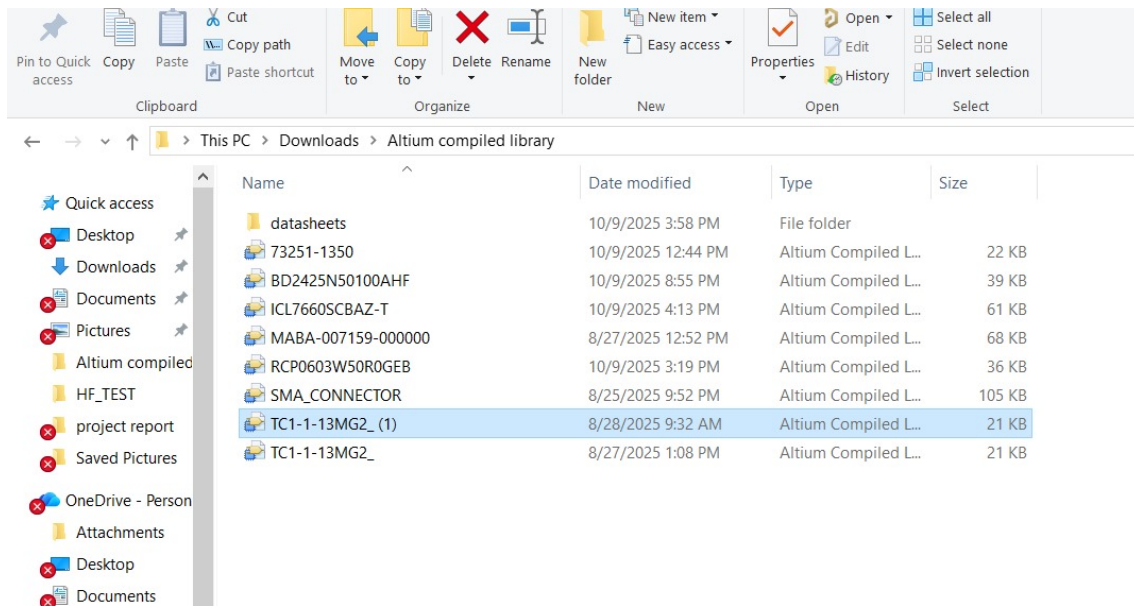 Pin to Quick access
Copy
Paste
Cut
Copy path
Paste shortcut
Clipboard
Move to
Copy to
Delete
Rename
Organize
New folder
New item
Easy access
New
Properties
Open
Edit
History
Open
Select all
Select none
Invert selection
Select
This PC > Downloads > Altium compiled library
Name Date modified Type Size
datasheets 10/9/2025 3:58 PM File folder
73251-1350 10/9/2025 12:44 PM Altium Compiled L... 22 KB
BD2425N50100AHF 10/9/2025 8:55 PM Altium Compiled L... 39 KB
ICL7660SCBAZ-T 10/9/2025 4:13 PM Altium Compiled L... 61 KB
MABA-007159-000000 8/27/2025 12:52 PM Altium Compiled L... 68 KB
RCP0603W50R0GEB 10/9/2025 3:19 PM Altium Compiled L... 36 KB
SMA_CONNECTOR 8/25/2025 9:52 PM Altium Compiled L... 105 KB
TC1-1-13MG2_ (1) 8/28/2025 9:32 AM Altium Compiled L... 21 KB
TC1-1-13MG2_ 8/27/2025 1:08 PM Altium Compiled L... 21 KB
Quick access
Desktop
Downloads
Documents
Pictures
Altium compiled
HF_TEST
project report
Saved Pictures
OneDrive - Person
Attachments
Desktop
Documents